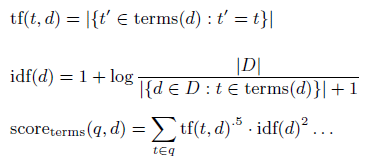 tf(t, d) = |{t′ ∈ terms(d) : t′ = t}|
idf(d) = 1 + log |D| / |{d ∈ D : t ∈ terms(d)}| + 1
score_terms(q, d) = ∑_{t∈q} tf(t, d)^.5 · idf(d)^2 . . .